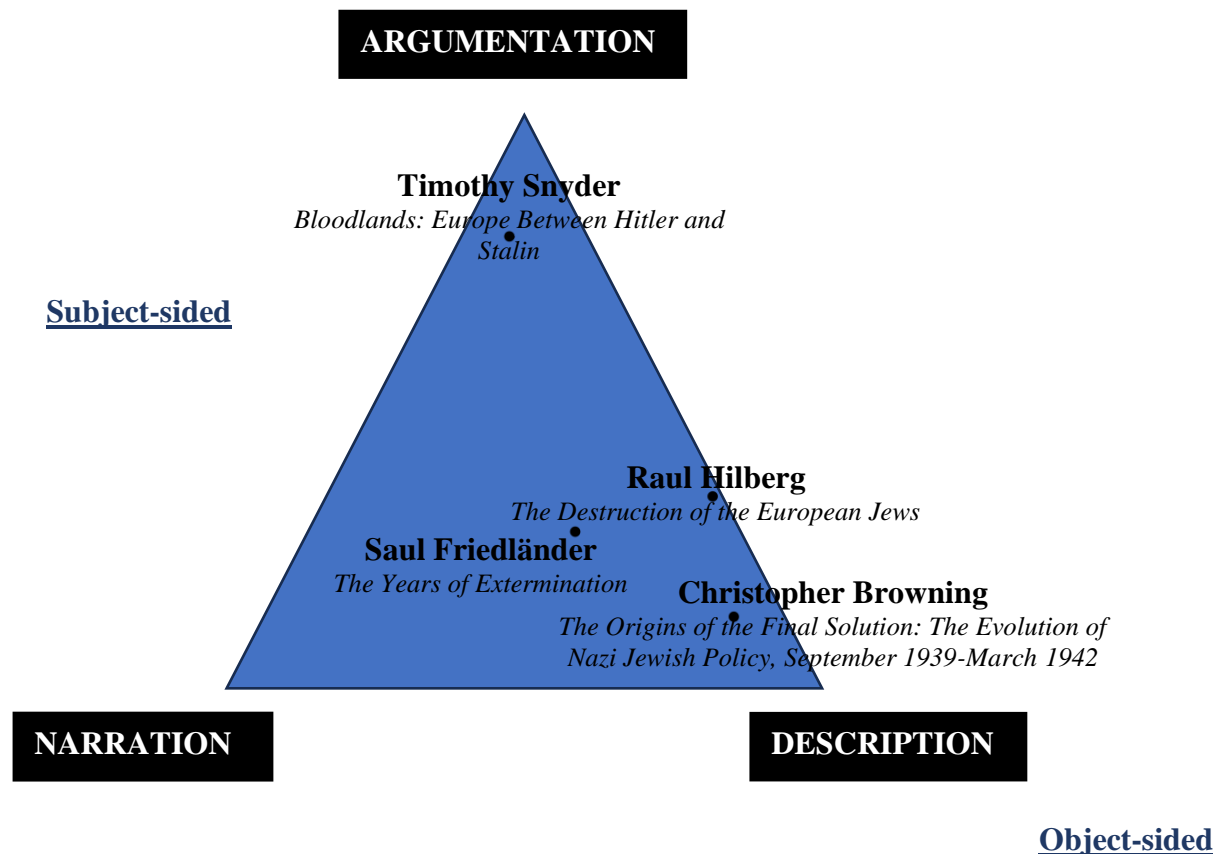 ARGUMENTATION
Timothy Snyder
Bloodlands: Europe Between Hitler and
Stalin
Subject-sided
Raul Hilberg
The Destruction of the European Jews
Saul Friedländer
The Years of Extermination
Christopher Browning
The Origins of the Final Solution: The Evolution of
Nazi Jewish Policy, September 1939-March 1942
NARRATION
DESCRIPTION
Object-sided